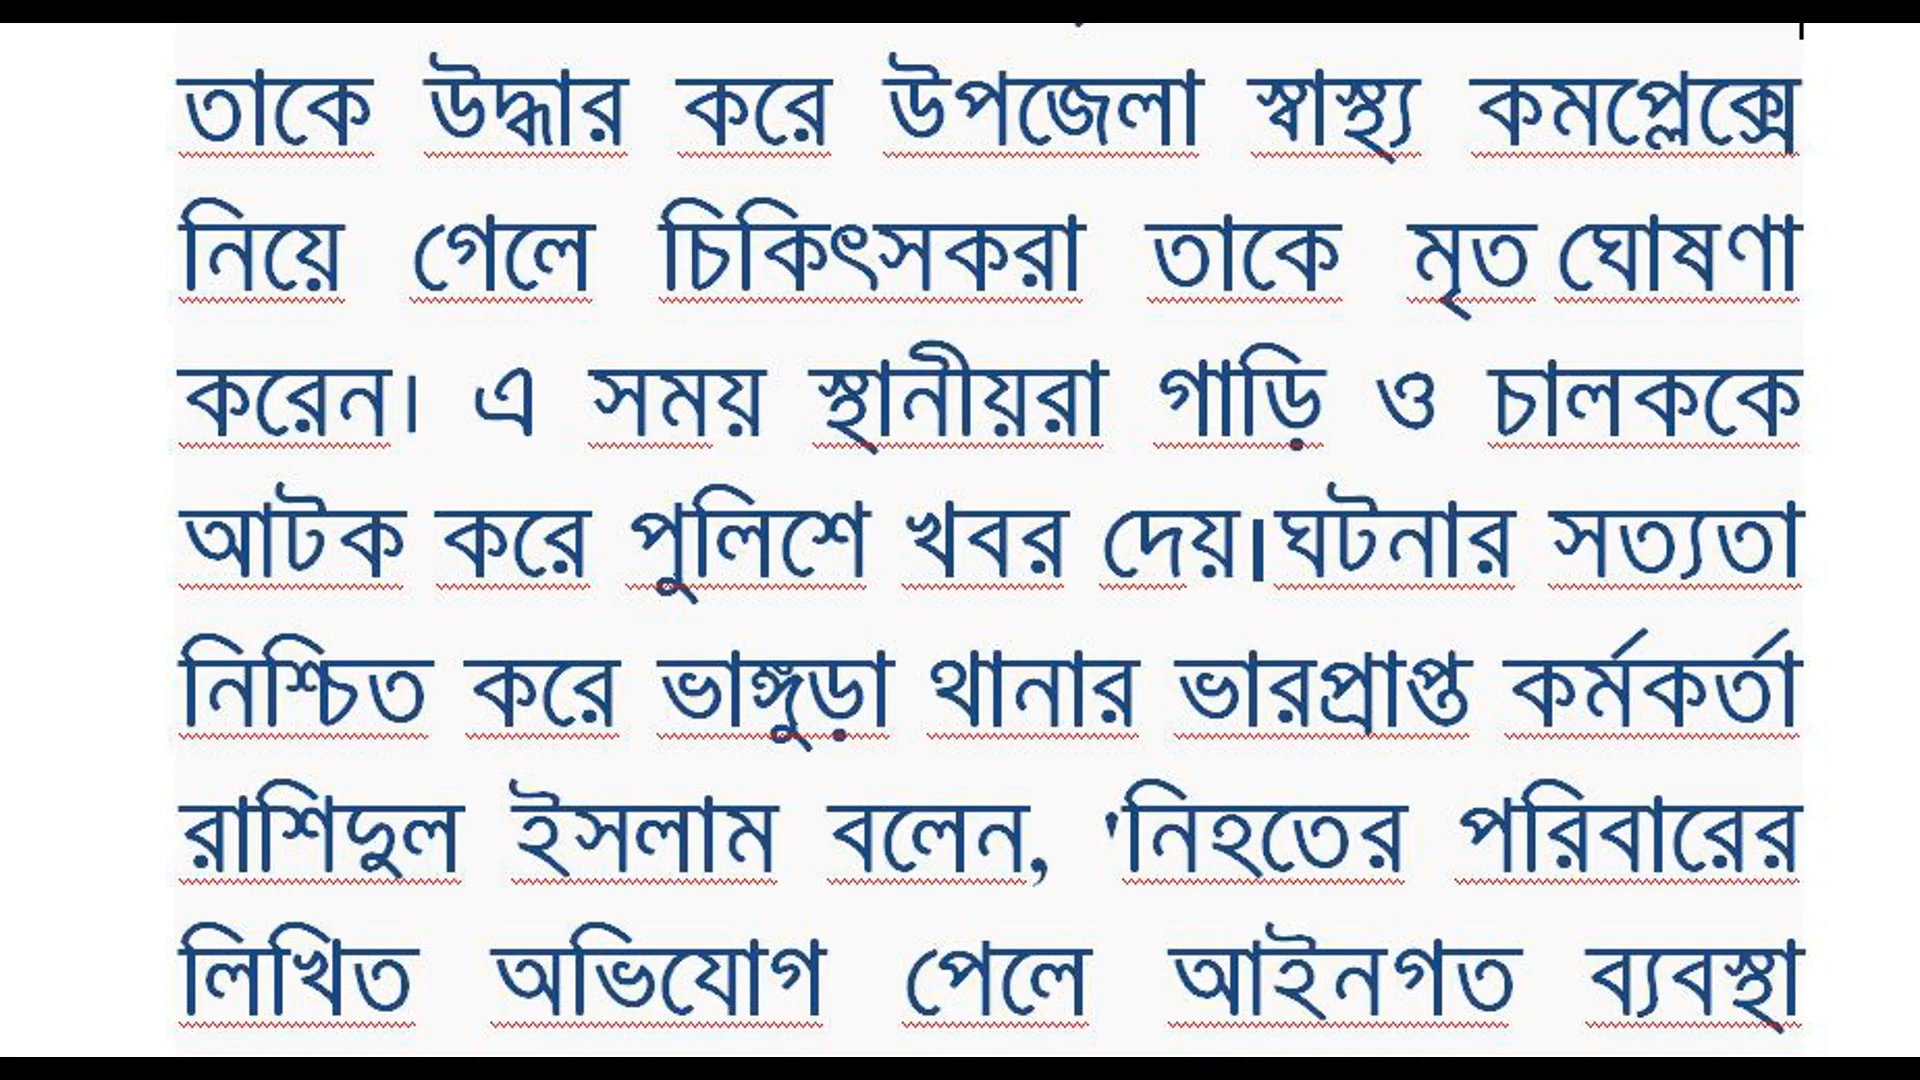 তাকে উদ্ধার করে উপজেলা স্বাস্থ্য কমপ্লেক্সে
নিয়ে গেলে চিকিৎসকরা তাকে মৃত ঘোষণা
করেন। এ সময় স্থানীয়রা গাড়ি ও চালককে
আটক করে পুলিশে খবর দেয়।ঘটনার সত্যতা
নিশ্চিত করে ভাঙ্গুড়া থানার ভারপ্রাপ্ত কর্মকর্তা
রাশিদুল ইসলাম বলেন, 'নিহতের পরিবারের
লিখিত অভিযোগ পেলে আইনগত ব্যবস্থা